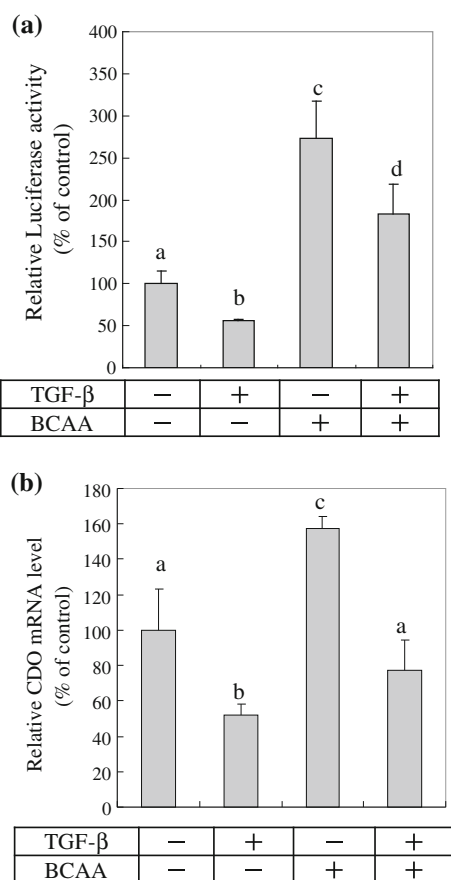 (a)
Relative Luciferase activity
(% of control)
400
350
300
250
200
150
100
50
0
a
b
c
d
TGF-β − + − +
BCAA − − + +
(b)
Relative CDO mRNA level
(% of control)
180
160
140
120
100
80
60
40
20
0
a
b
c
a
TGF-β − + − +
BCAA − − + +